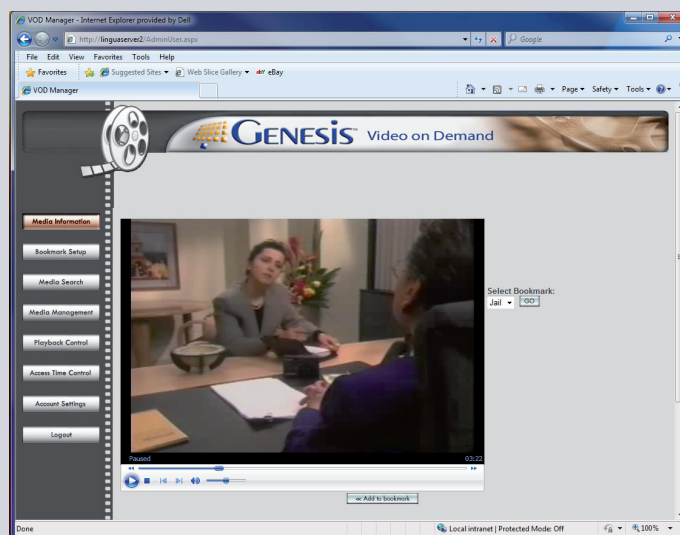 VOD Manager - Internet Explorer provided by Dell
http://linguaserver2/AdminUser.aspx
Google
File Edit View Favorites Tools Help
Favorites Suggested Sites Web Slice Gallery eBay
VOD Manager
Page Safety Tools
GENESIS Video on Demand
Media Information
Bookmark Setup
Media Search
Media Management
Playback Control
Access Time Control
Account Settings
Logout
Select Bookmark:
Jail GO
Paused 03:22
<< Add to bookmark
Done Local intranet | Protected Mode: Off 100%